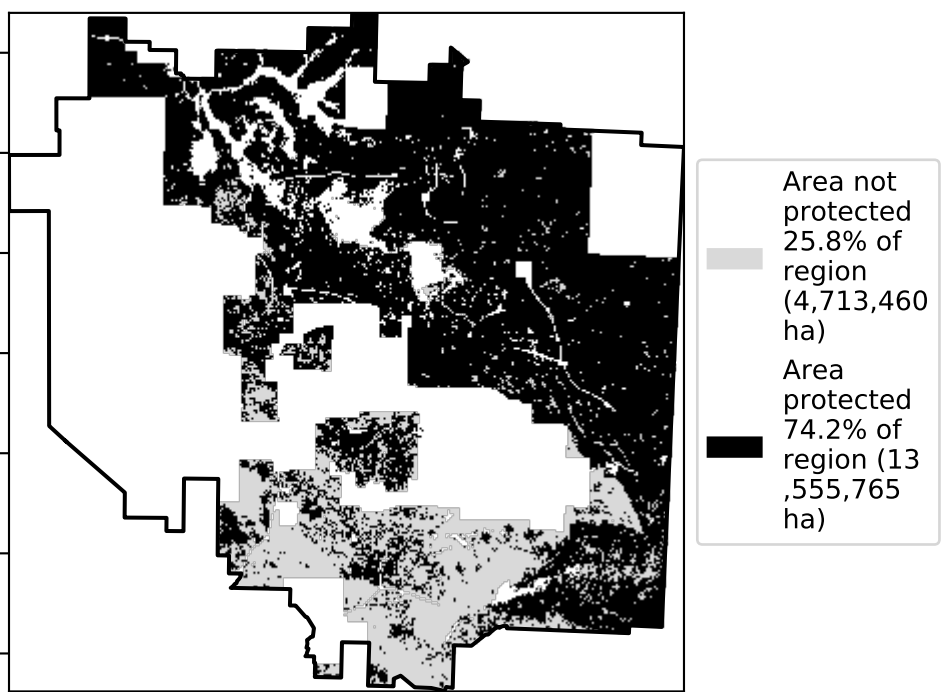 Area not
protected
25.8% of
region
(4,713,460
ha)
Area
protected
74.2% of
region (13
,555,765
ha)